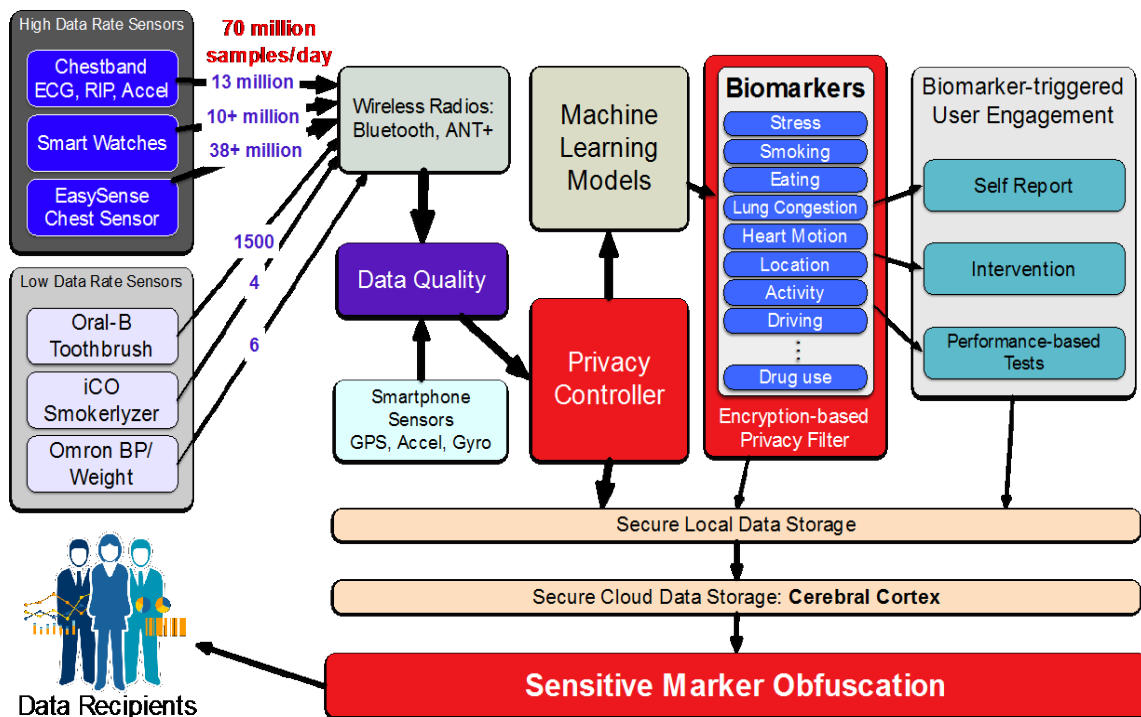 High Data Rate Sensors
Chestband
ECG, RIP, Accel
Smart Watches
EasySense
Chest Sensor
70 million
samples/day
13 million
10+ million
38+ million
1500
4
6
Low Data Rate Sensors
Oral-B
Toothbrush
iCO
Smokerlyzer
Omron BP/
Weight
Wireless Radios:
Bluetooth, ANT+
Data Quality
Smartphone
Sensors
GPS, Accel, Gyro
Machine
Learning
Models
Privacy
Controller
Biomarkers
Stress
Smoking
Eating
Lung Congestion
Heart Motion
Location
Activity
Driving
Drug use
Encryption-based
Privacy Filter
Biomarker-triggered
User Engagement
Self Report
Intervention
Performance-based
Tests
Secure Local Data Storage
Secure Cloud Data Storage: Cerebral Cortex
Sensitive Marker Obfuscation
Data Recipients